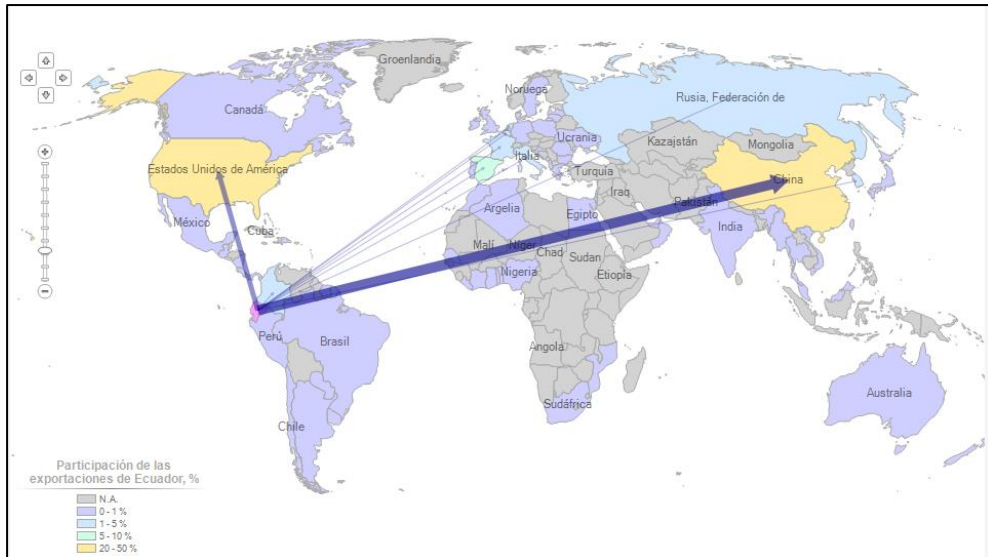 Groenlandia
Noruega
Rusia, Federación de
Canadá
Ucrania
Kazajstán
Mongolia
Italia
Estados Unidos de América
Turquía
China
Iraq
Pakistán
Argelia
Egipto
México
India
Cuba
Malí
Níger
Chad
Sudan
Nigeria
Etiopía
Perú
Brasil
Angola
Australia
Sudáfrica
Chile
Participación de las
exportaciones de Ecuador, %
N.A.
0 - 1 %
1 - 5 %
5 - 10 %
20 - 50 %